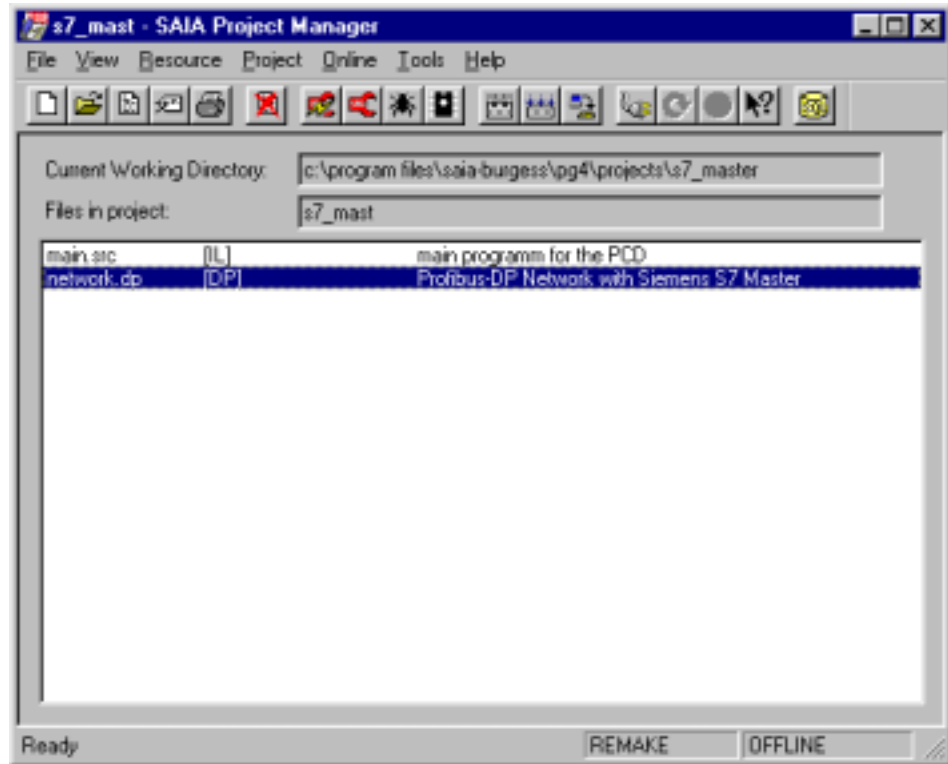 s7_mast - SAIA Project Manager
File View Resource Project Online Tools Help
Current Working Directory: c:\program files\saia-burgess\pg4\projects\s7_master
Files in project: s7_mast
main.src [IL] main programm for the PCD
network.dp [DP] Profibus-DP Network with Siemens S7 Master
Ready REMAKE OFFLINE